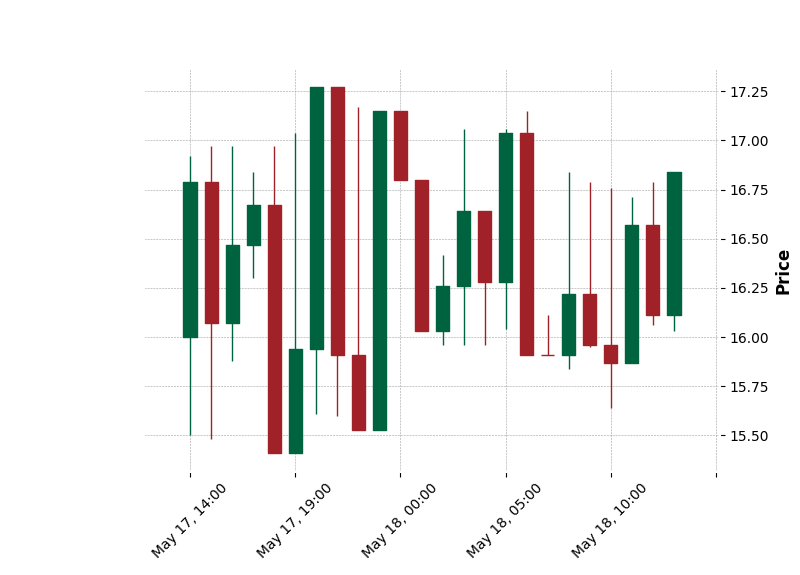 17.25
17.00
16.75
16.50
16.25
16.00
15.75
15.50
Price
May 17, 14:00
May 17, 19:00
May 18, 00:00
May 18, 05:00
May 18, 10:00